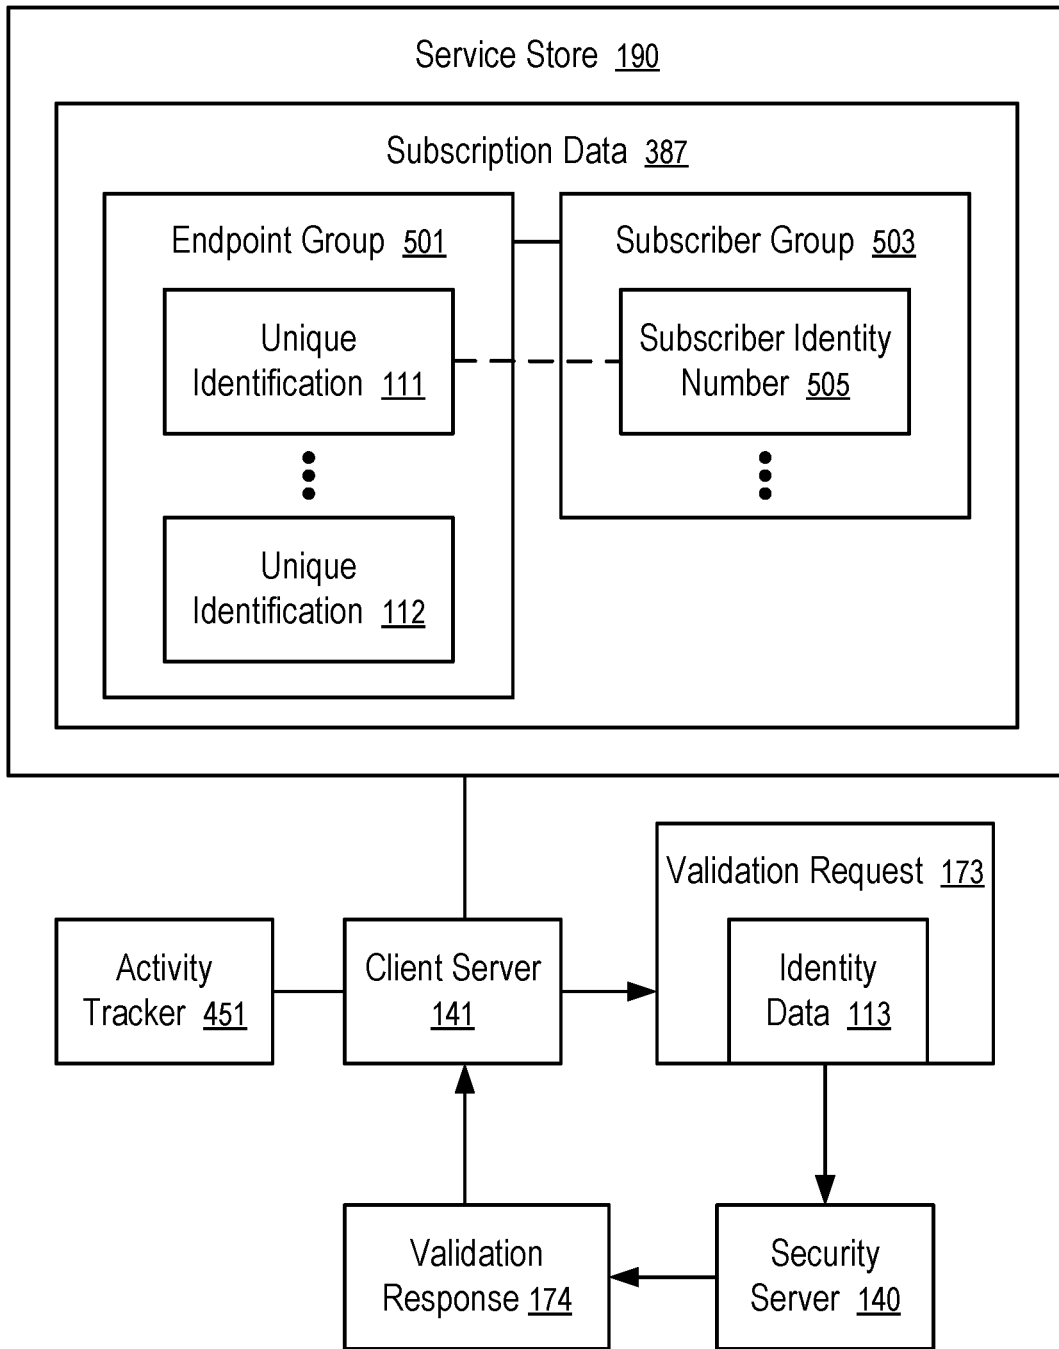 Service Store 190
Subscription Data 387
Endpoint Group 501
Unique
Identification 111
Unique
Identification 112
Subscriber Group 503
Subscriber Identity
Number 505
Activity
Tracker 451
Client Server
141
Validation Request 173
Identity
Data 113
Validation
Response 174
Security
Server 140